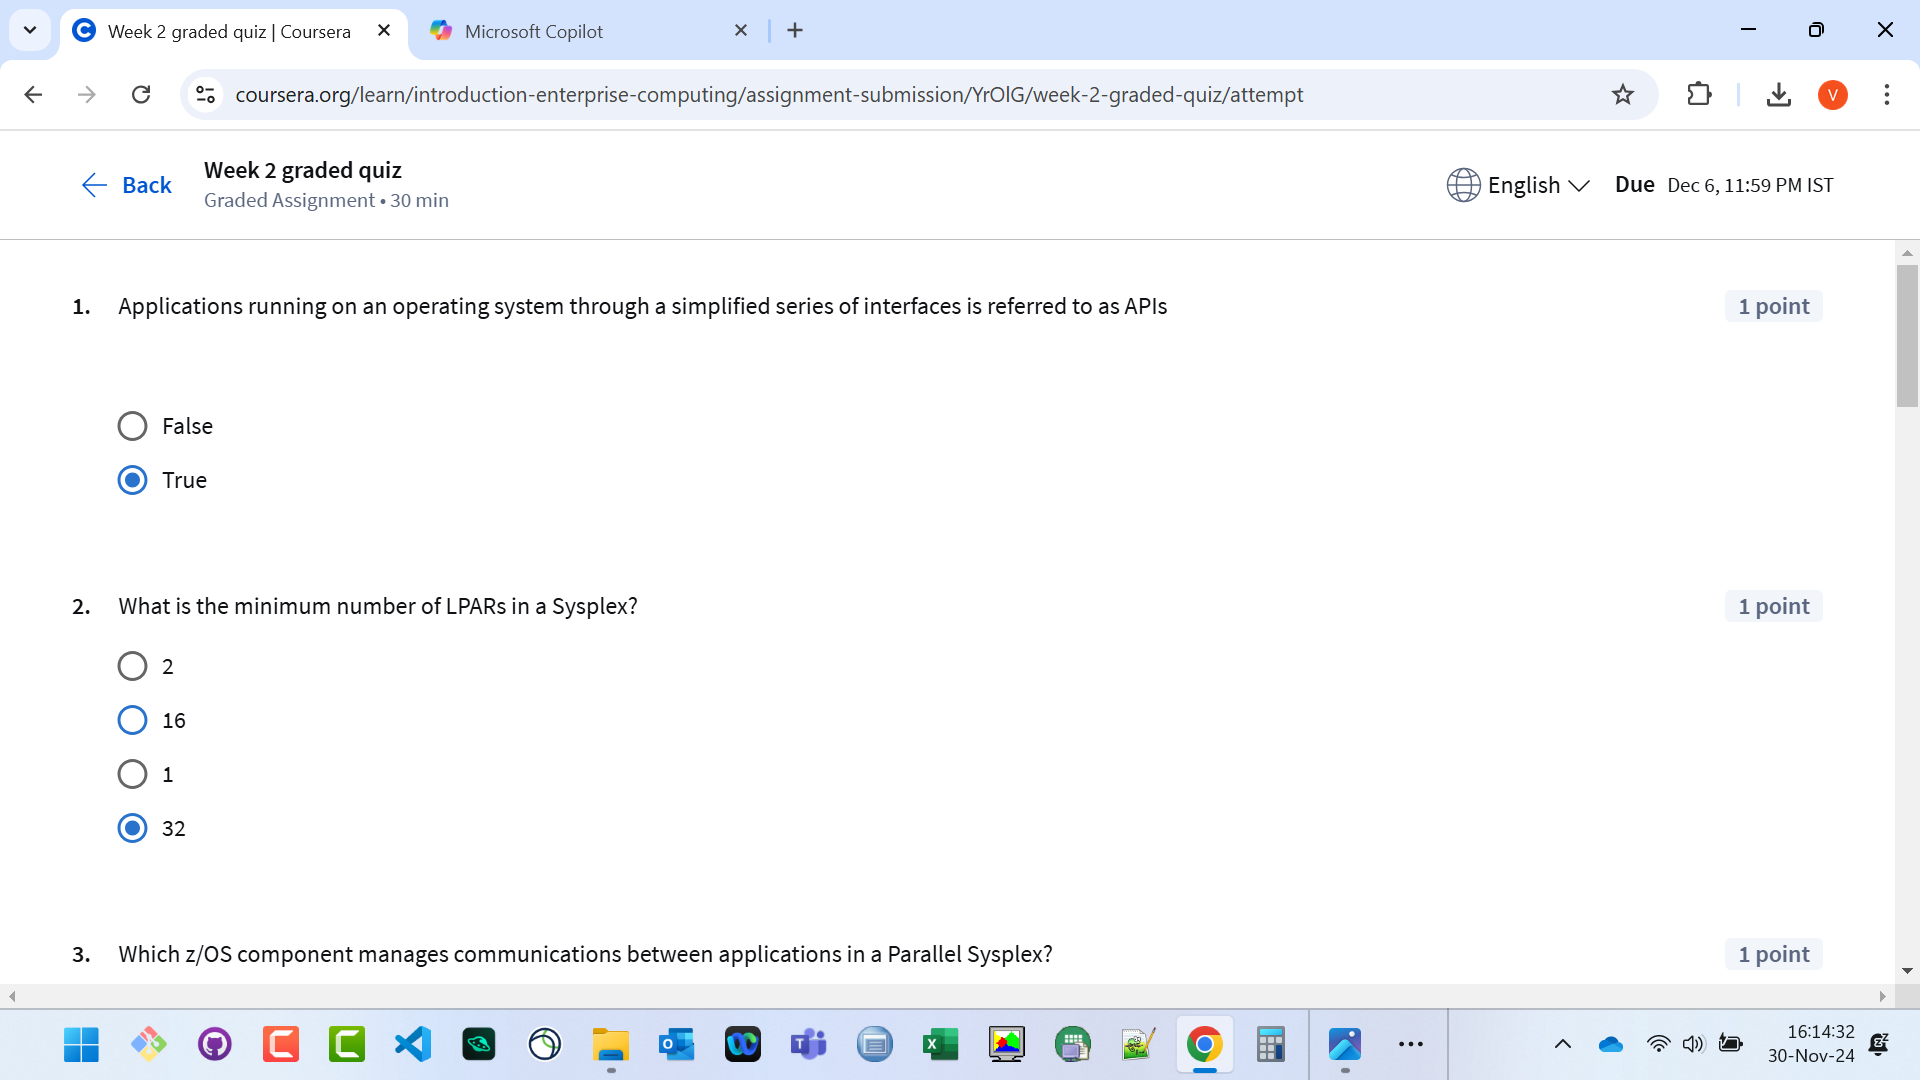 Week 2 graded quiz | Coursera
Microsoft Copilot
coursera.org/learn/introduction-enterprise-computing/assignment-submission/YrOlG/week-2-graded-quiz/attempt
V
Back
Week 2 graded quiz
Graded Assignment • 30 min
English
Due Dec 6, 11:59 PM IST
1. Applications running on an operating system through a simplified series of interfaces is referred to as APIs
1 point
False
True
2. What is the minimum number of LPARs in a Sysplex?
1 point
2
16
1
32
3. Which z/OS component manages communications between applications in a Parallel Sysplex?
1 point
16:14:32
30-Nov-24